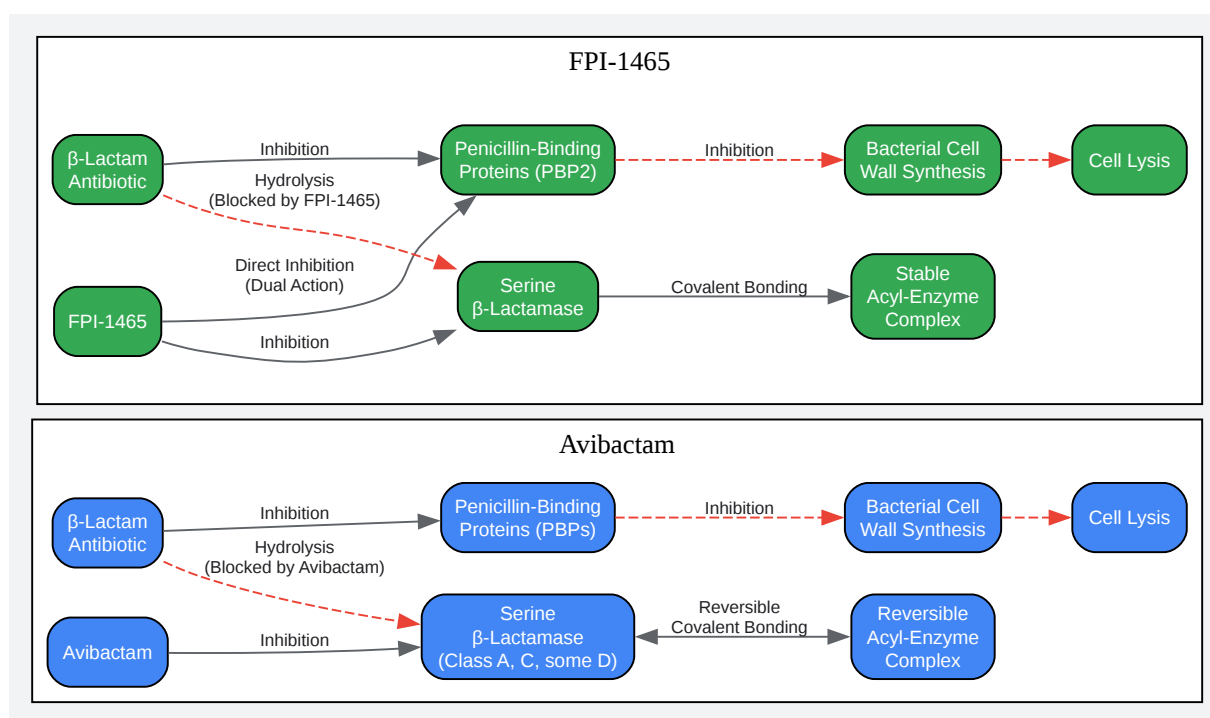 FPI-1465
β-Lactam
Antibiotic
Inhibition
Penicillin-Binding
Proteins (PBP2)
Inhibition
Bacterial Cell
Wall Synthesis
Cell Lysis
Hydrolysis
(Blocked by FPI-1465)
Direct Inhibition
(Dual Action)
FPI-1465
Inhibition
Serine
β-Lactamase
Covalent Bonding
Stable
Acyl-Enzyme
Complex
Avibactam
β-Lactam
Antibiotic
Inhibition
Penicillin-Binding
Proteins (PBPs)
Inhibition
Bacterial Cell
Wall Synthesis
Cell Lysis
Hydrolysis
(Blocked by Avibactam)
Avibactam
Inhibition
Serine
β-Lactamase
(Class A, C, some D)
Reversible
Covalent Bonding
Reversible
Acyl-Enzyme
Complex